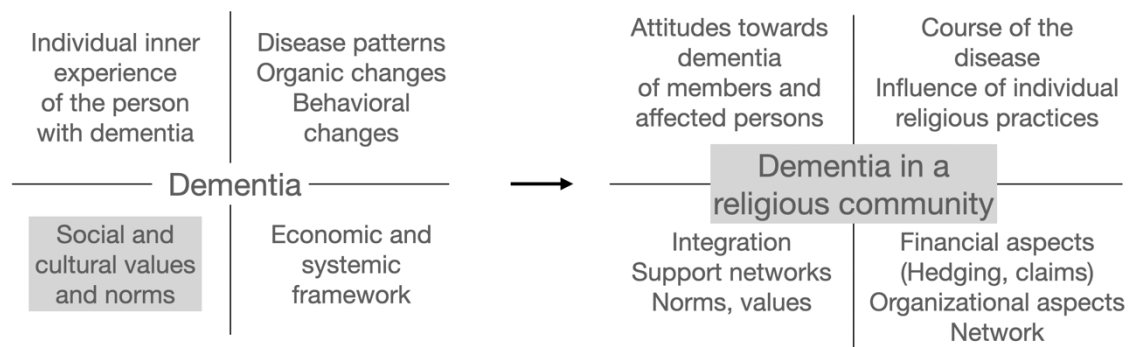 Individual inner
experience
of the person
with dementia
Disease patterns
Organic changes
Behavioral
changes
Dementia
Social and
cultural values
and norms
Economic and
systemic
framework
Attitudes towards
dementia
of members and
affected persons
Course of the
disease
Influence of individual
religious practices
Dementia in a
religious community
Integration
Support networks
Norms, values
Financial aspects
(Hedging, claims)
Organizational aspects
Network